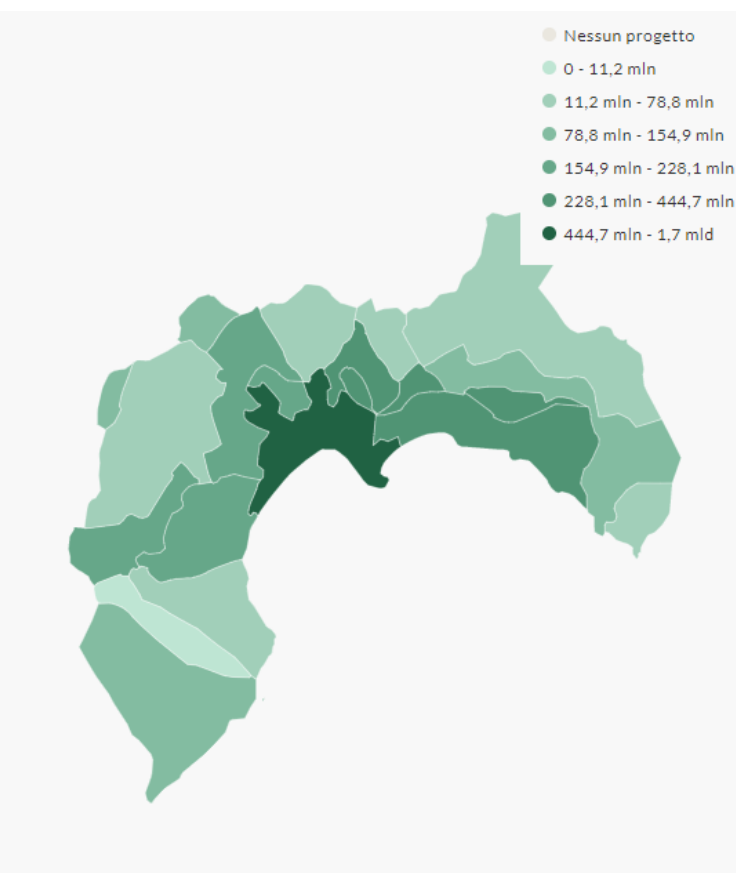 Nessun progetto
0 - 11,2 mln
11,2 mln - 78,8 mln
78,8 mln - 154,9 mln
154,9 mln - 228,1 mln
228,1 mln - 444,7 mln
444,7 mln - 1,7 mld